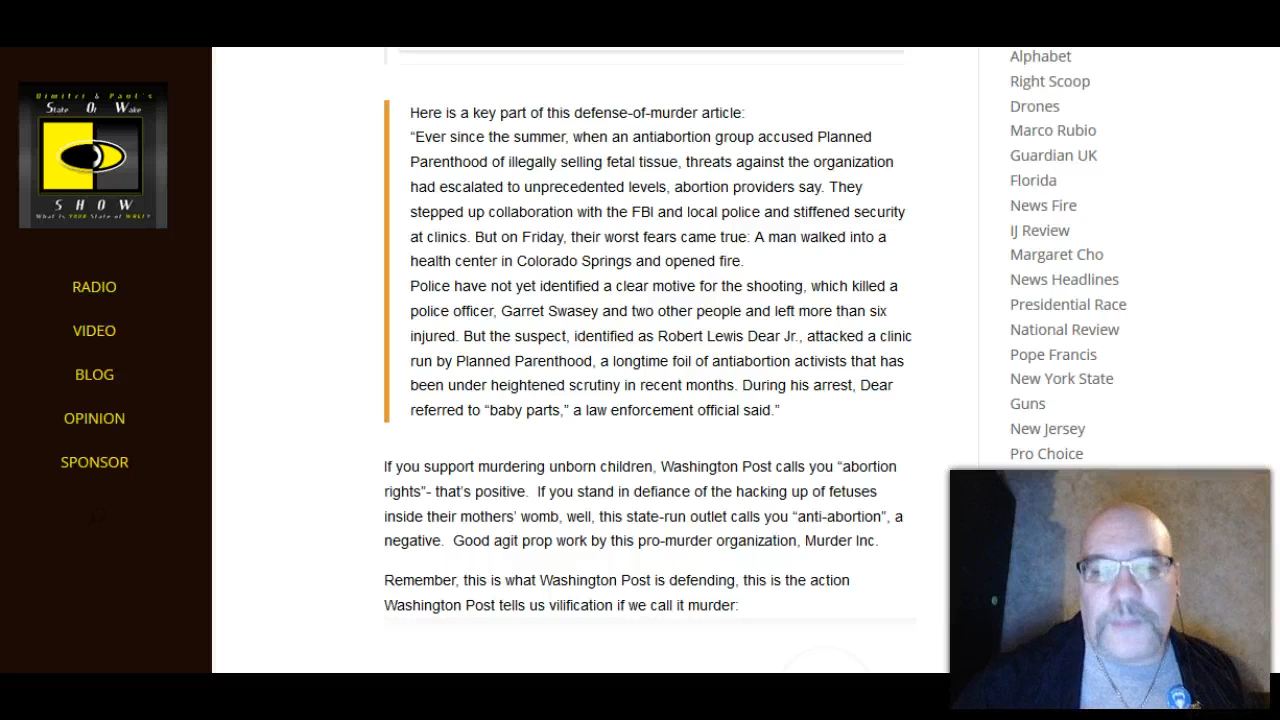 Dimitri & Paul's
State Of Wake
SHOW
What is YOUR State of WAKE?
RADIO
VIDEO
BLOG
OPINION
SPONSOR
Here is a key part of this defense-of-murder article:
“Ever since the summer, when an antiabortion group accused Planned
Parenthood of illegally selling fetal tissue, threats against the organization
had escalated to unprecedented levels, abortion providers say. They
stepped up collaboration with the FBI and local police and stiffened security
at clinics. But on Friday, their worst fears came true: A man walked into a
health center in Colorado Springs and opened fire.
Police have not yet identified a clear motive for the shooting, which killed a
police officer, Garret Swasey and two other people and left more than six
injured. But the suspect, identified as Robert Lewis Dear Jr., attacked a clinic
run by Planned Parenthood, a longtime foil of antiabortion activists that has
been under heightened scrutiny in recent months. During his arrest, Dear
referred to “baby parts,” a law enforcement official said.”
If you support murdering unborn children, Washington Post calls you “abortion
rights”- that’s positive.  If you stand in defiance of the hacking up of fetuses
inside their mothers’ womb, well, this state-run outlet calls you “anti-abortion”, a
negative.  Good agit prop work by this pro-murder organization, Murder Inc.
Remember, this is what Washington Post is defending, this is the action
Washington Post tells us vilification if we call it murder:
Alphabet
Right Scoop
Drones
Marco Rubio
Guardian UK
Florida
News Fire
IJ Review
Margaret Cho
News Headlines
Presidential Race
National Review
Pope Francis
New York State
Guns
New Jersey
Pro Choice